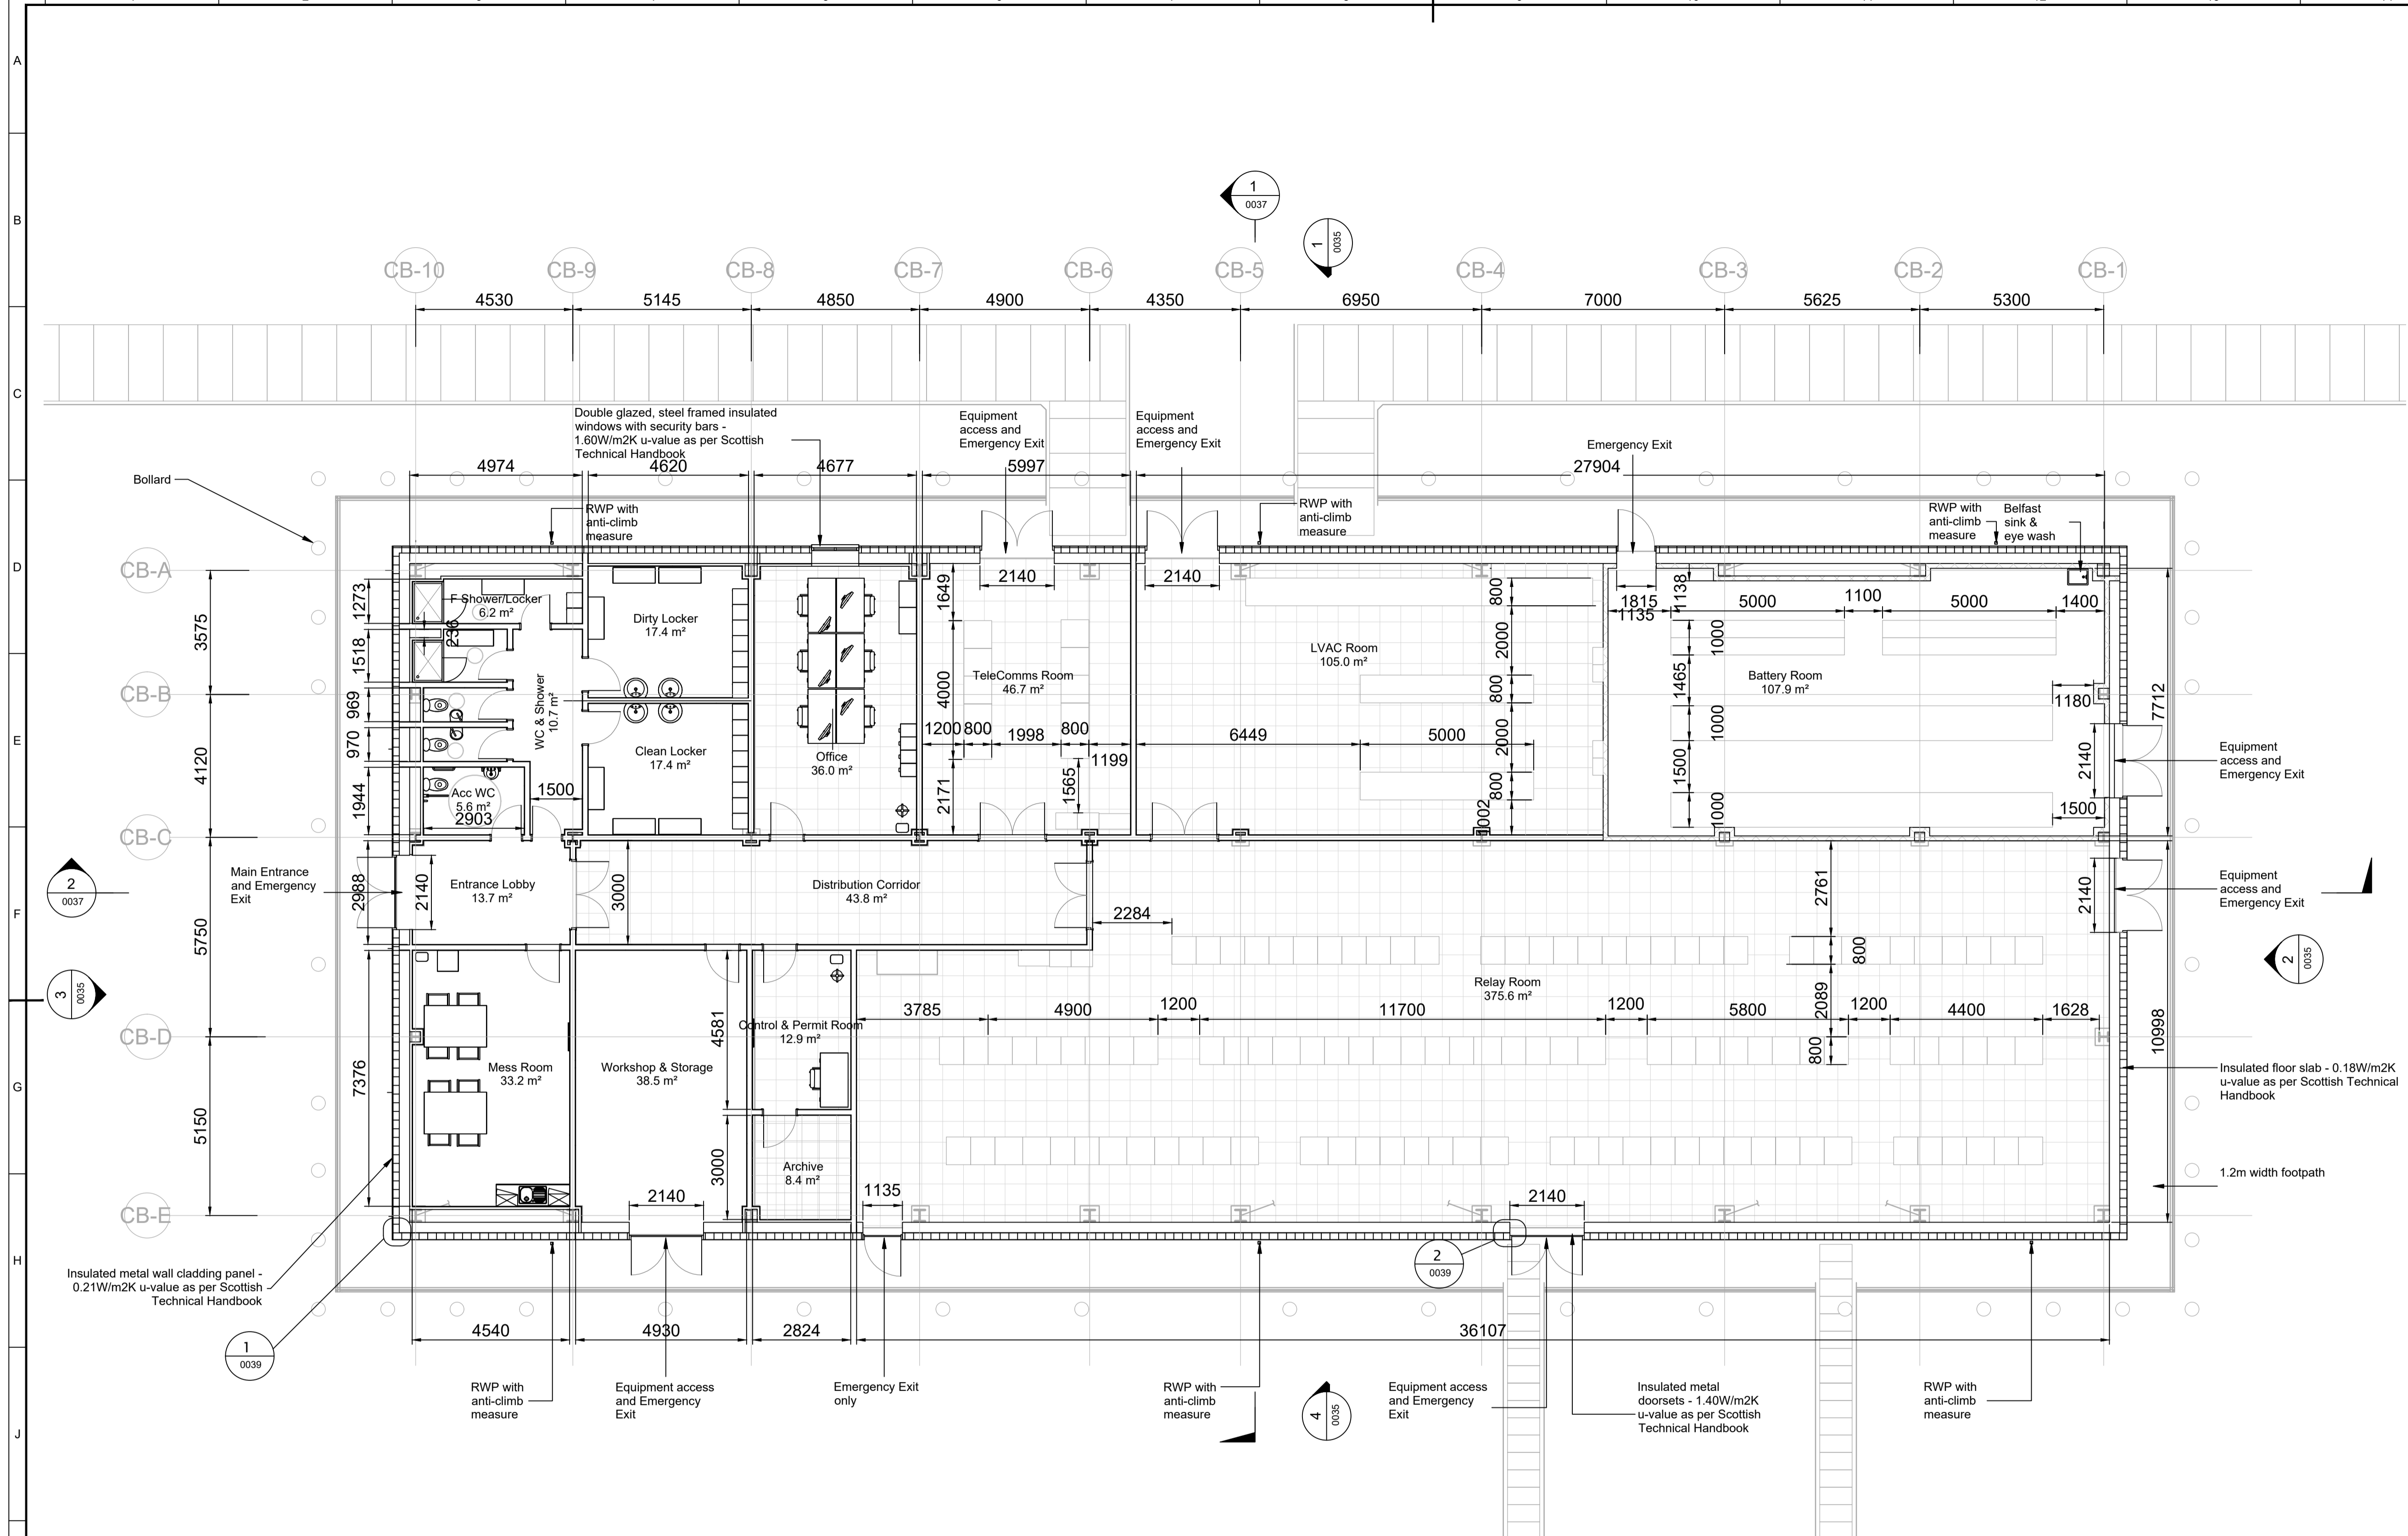 A
B
C
D
E
F
G
H
J
1
0037
1
0035
CB-10
CB-9
CB-8
CB-7
CB-6
CB-5
CB-4
CB-3
CB-2
CB-1
4530
5145
4850
4900
4350
6950
7000
5625
5300
Double glazed, steel framed insulated
windows with security bars -
1.60W/m2K u-value as per Scottish
Technical Handbook
Equipment
access and
Emergency Exit
Equipment
access and
Emergency Exit
Emergency Exit
Bollard
4974
4620
4677
5997
27904
RWP with
anti-climb
measure
RWP with
anti-climb
measure
RWP with
anti-climb
measure
Belfast
sink &
eye wash
CB-A
CB-B
CB-C
CB-D
CB-E
3575
4120
5750
5150
1273
1518
969
970
1944
2988
7376
F Shower/Locker
6.2 m²
236
WC & Shower
10.7 m²
Acc WC
5.6 m²
2903
1500
Dirty Locker
17.4 m²
Clean Locker
17.4 m²
Office
36.0 m²
2140
1649
4000
2171
TeleComms Room
46.7 m²
1200
800
1998
800
1199
1565
2140
LVAC Room
105.0 m²
6449
5000
800
2000
800
2000
800
1002
1815
1135
1138
5000
1100
5000
1400
1000
1465
1000
1500
1000
Battery Room
107.9 m²
1180
2140
1500
7712
Equipment
access and
Emergency Exit
Main Entrance
and Emergency
Exit
2
0037
2140
Entrance Lobby
13.7 m²
3000
Distribution Corridor
43.8 m²
2284
2761
2140
Equipment
access and
Emergency Exit
3
0035
2
0035
800
2089
800
Relay Room
375.6 m²
3785
4900
1200
11700
1200
5800
1200
4400
1628
10998
Mess Room
33.2 m²
Workshop & Storage
38.5 m²
4581
Control & Permit Room
12.9 m²
3000
Archive
8.4 m²
2140
1135
2140
Insulated floor slab - 0.18W/m2K
u-value as per Scottish Technical
Handbook
1.2m width footpath
Insulated metal wall cladding panel -
0.21W/m2K u-value as per Scottish
Technical Handbook
2
0039
1
0039
4540
4930
2824
36107
RWP with
anti-climb
measure
Equipment access
and Emergency
Exit
Emergency Exit
only
RWP with
anti-climb
measure
4
0035
Equipment access
and Emergency
Exit
Insulated metal
doorsets - 1.40W/m2K
u-value as per Scottish
Technical Handbook
RWP with
anti-climb
measure